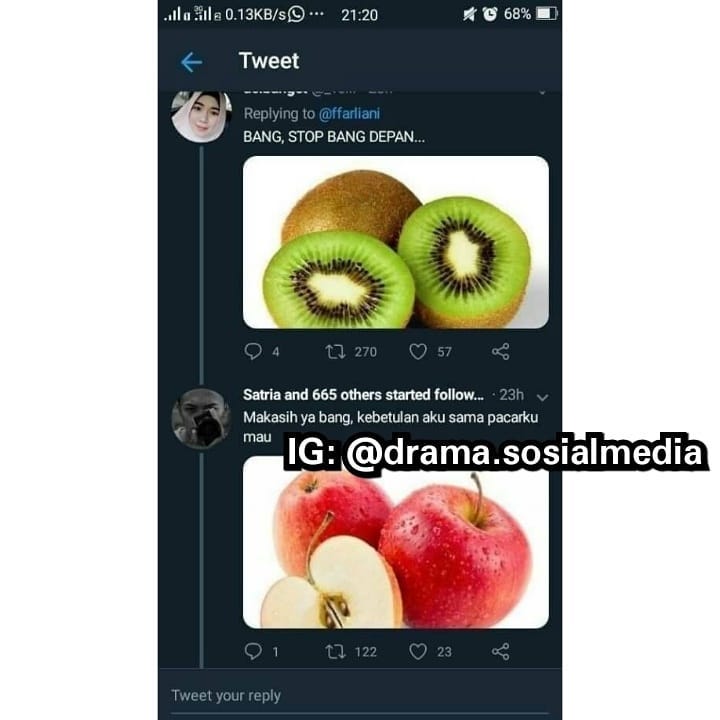 0.13KB/s ... 21:20 68%
Tweet
Replying to @ffarliani
BANG, STOP BANG DEPAN...
4 270 57
Satria and 665 others started follow... · 23h
Makasih ya bang, kebetulan aku sama pacarku
mau
IG: @drama.sosialmedia
1 122 23
Tweet your reply